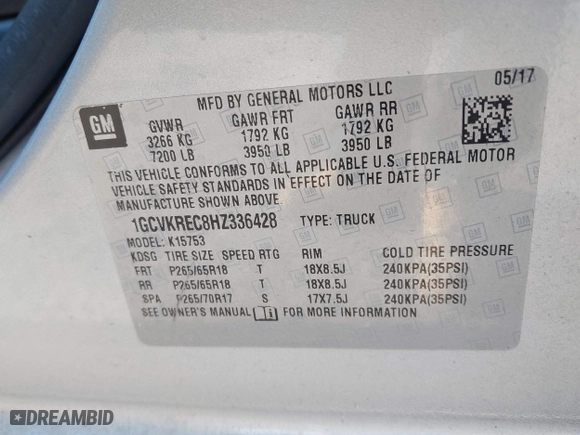 05/17
MFD BY GENERAL MOTORS LLC
GM
GVWR GAWR FRT GAWR RR
3266 KG 1792 KG 1792 KG
7200 LB 3950 LB 3950 LB
THIS VEHICLE CONFORMS TO ALL APPLICABLE U.S. FEDERAL MOTOR
VEHICLE SAFETY STANDARDS IN EFFECT ON THE DATE OF
MANUFACTURE SHOWN ABOVE.
1GCVKREC8HZ336428 TYPE: TRUCK
MODEL: K15753
KDSG TIRE SIZE SPEED RTG RIM COLD TIRE PRESSURE
FRT P265/65R18 T 18X8.5J 240KPA(35PSI)
RR P265/65R18 T 18X8.5J 240KPA(35PSI)
SPA P265/70R17 S 17X7.5J 240KPA(35PSI)
SEE OWNER'S MANUAL i FOR MORE INFORMATION
DREAMBID